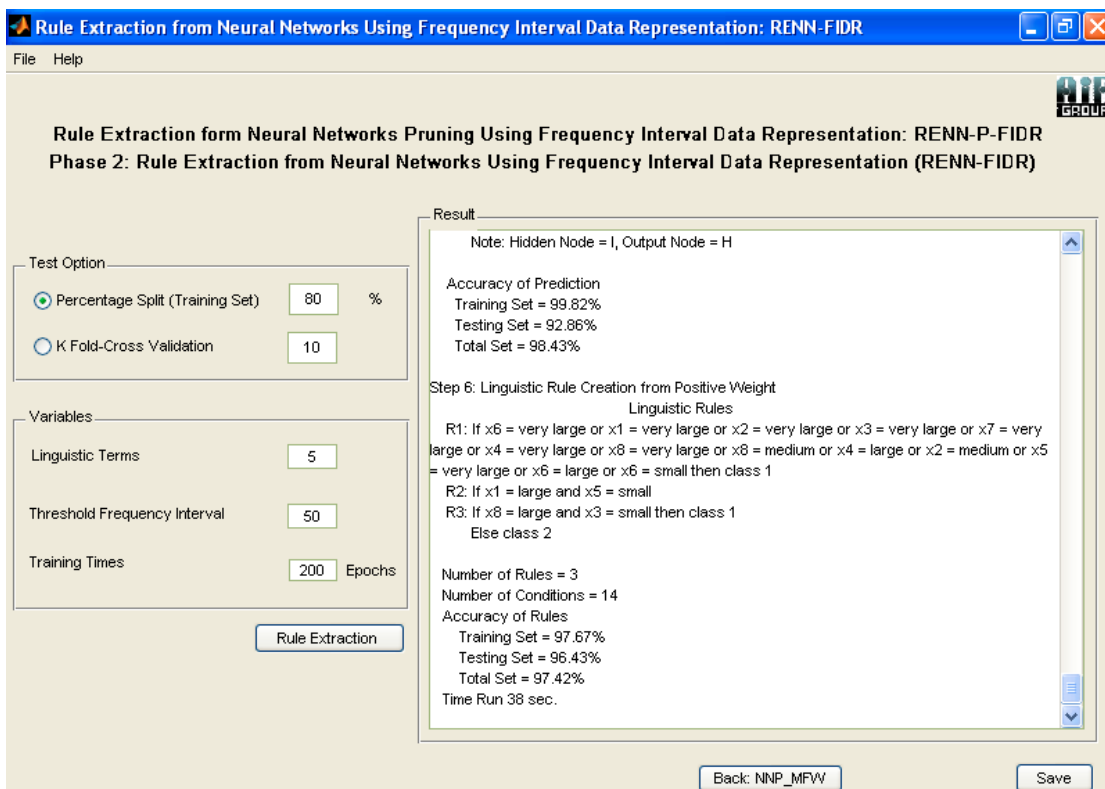 Rule Extraction from Neural Networks Using Frequency Interval Data Representation: RENN-FIDR
File Help
AiP
GROUP
Rule Extraction form Neural Networks Pruning Using Frequency Interval Data Representation: RENN-P-FIDR
Phase 2: Rule Extraction from Neural Networks Using Frequency Interval Data Representation (RENN-FIDR)
Test Option
Percentage Split (Training Set) 80 %
K Fold-Cross Validation 10
Variables
Linguistic Terms 5
Threshold Frequency Interval 50
Training Times 200 Epochs
Rule Extraction
Result
Note: Hidden Node = I, Output Node = H
Accuracy of Prediction
Training Set = 99.82%
Testing Set = 92.86%
Total Set = 98.43%
Step 6: Linguistic Rule Creation from Positive Weight
Linguistic Rules
R1: If x6 = very large or x1 = very large or x2 = very large or x3 = very large or x7 = very
large or x4 = very large or x8 = very large or x8 = medium or x4 = large or x2 = medium or x5
= very large or x6 = large or x6 = small then class 1
R2: If x1 = large and x5 = small
R3: If x8 = large and x3 = small then class 1
Else class 2
Number of Rules = 3
Number of Conditions = 14
Accuracy of Rules
Training Set = 97.67%
Testing Set = 96.43%
Total Set = 97.42%
Time Run 38 sec.
Back: NNP_MFW
Save